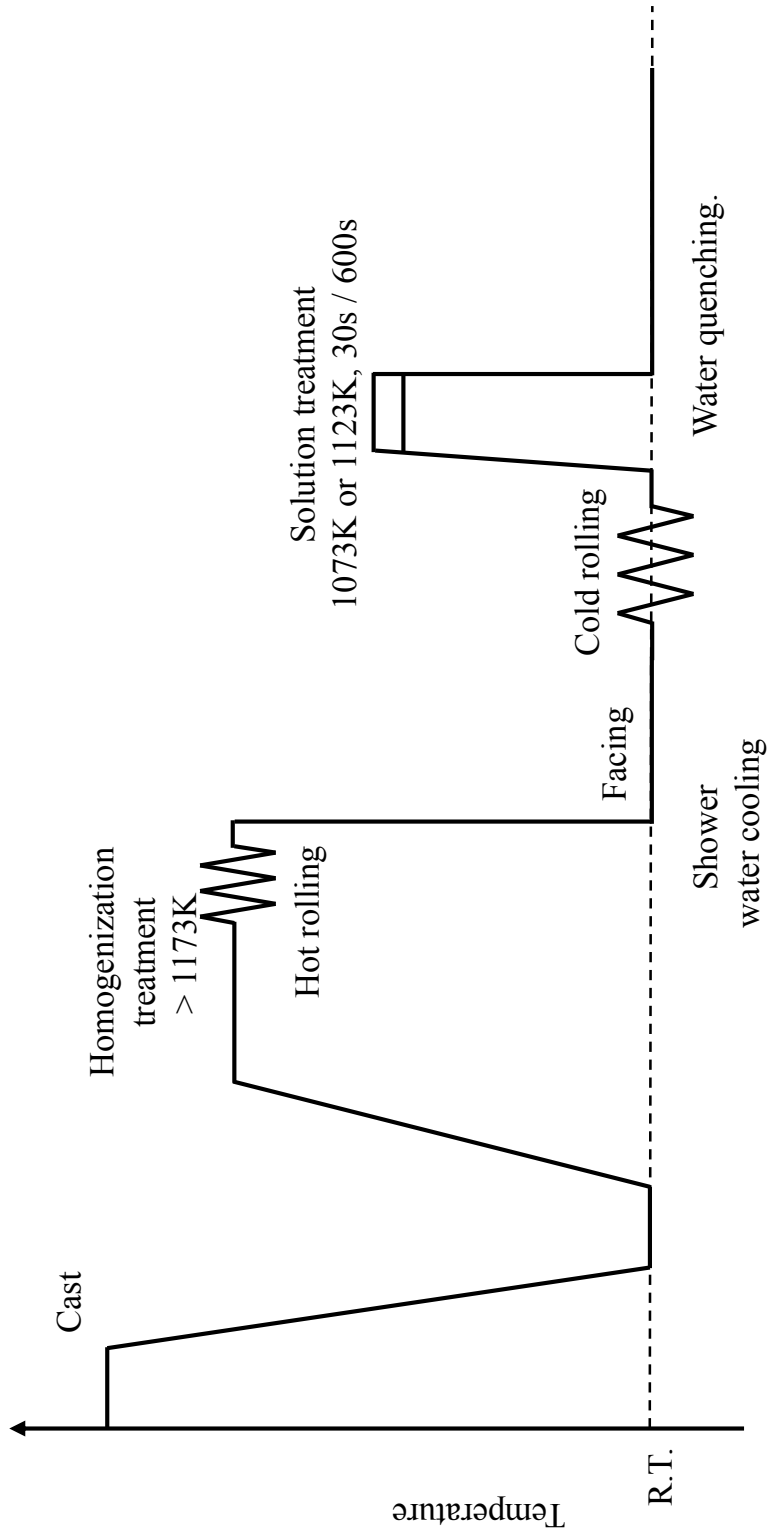 Cast
Homogenization
treatment
> 1173K
Hot rolling
Solution treatment
1073K or 1123K, 30s / 600s
Facing
Cold rolling
Shower
water cooling
Water quenching.
Temperature
R.T.